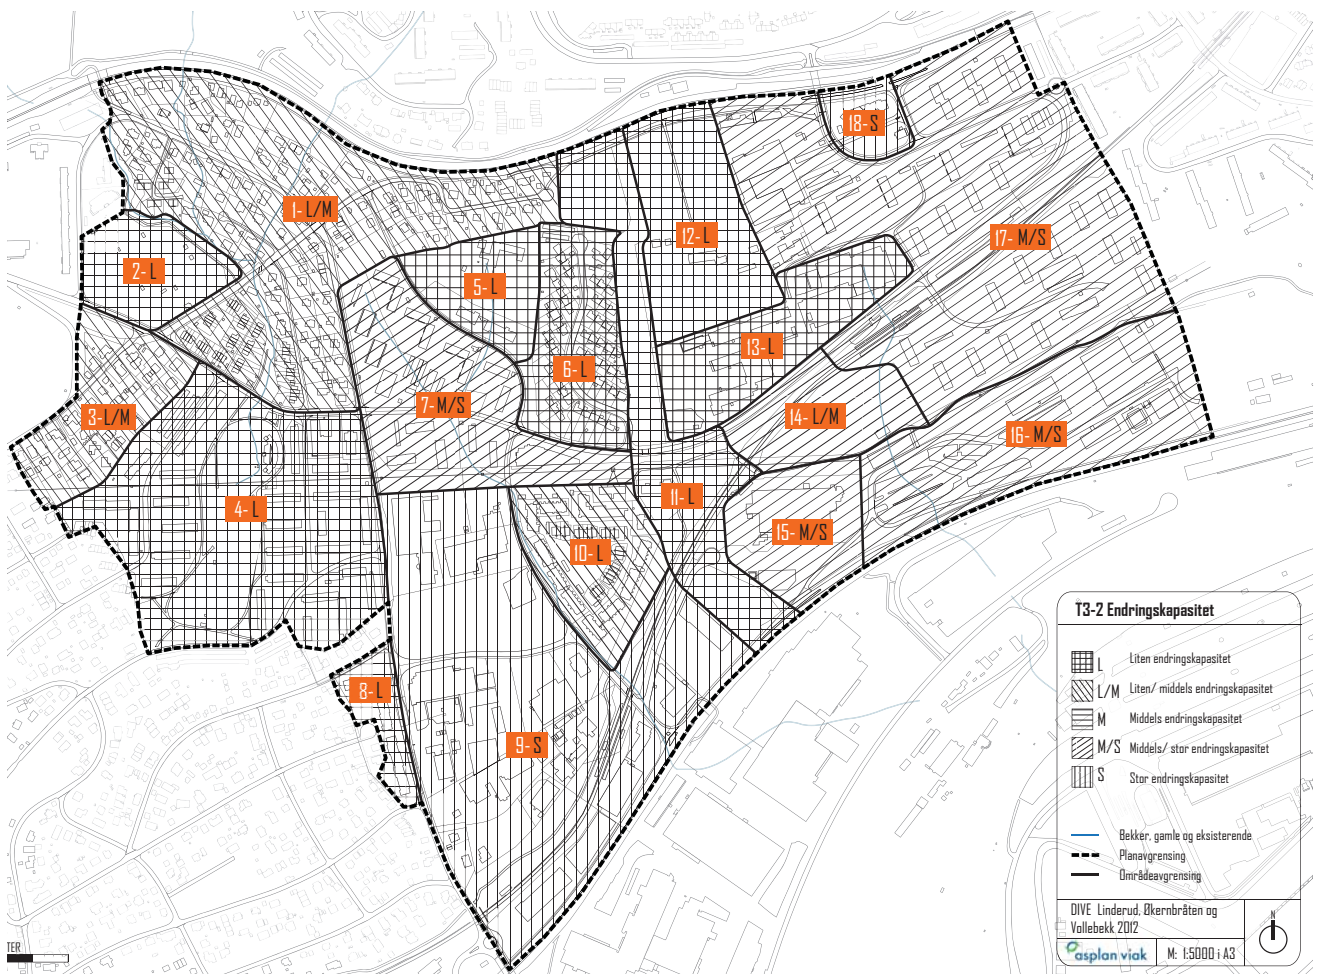 18-S
1-L/M
12-L
17-M/S
2-L
5-L
13-L
6-L
7-M/S
3-L/M
14-L/M
16-M/S
11-L
4-L
15-M/S
10-L
8-L
9-S
T3-2 Endringskapasitet
L Liten endringskapasitet
L/M Liten/ middels endringskapasitet
M Middels endringskapasitet
M/S Middels/ stor endringskapasitet
S Stor endringskapasitet
Bekker, gamle og eksisterende
Planavgrensing
Områdeavgrensing
DIVE Linderud, Økernbråten og
Vollebekk 2012
N
asplan viak
M: 1:5000 i A3
TER